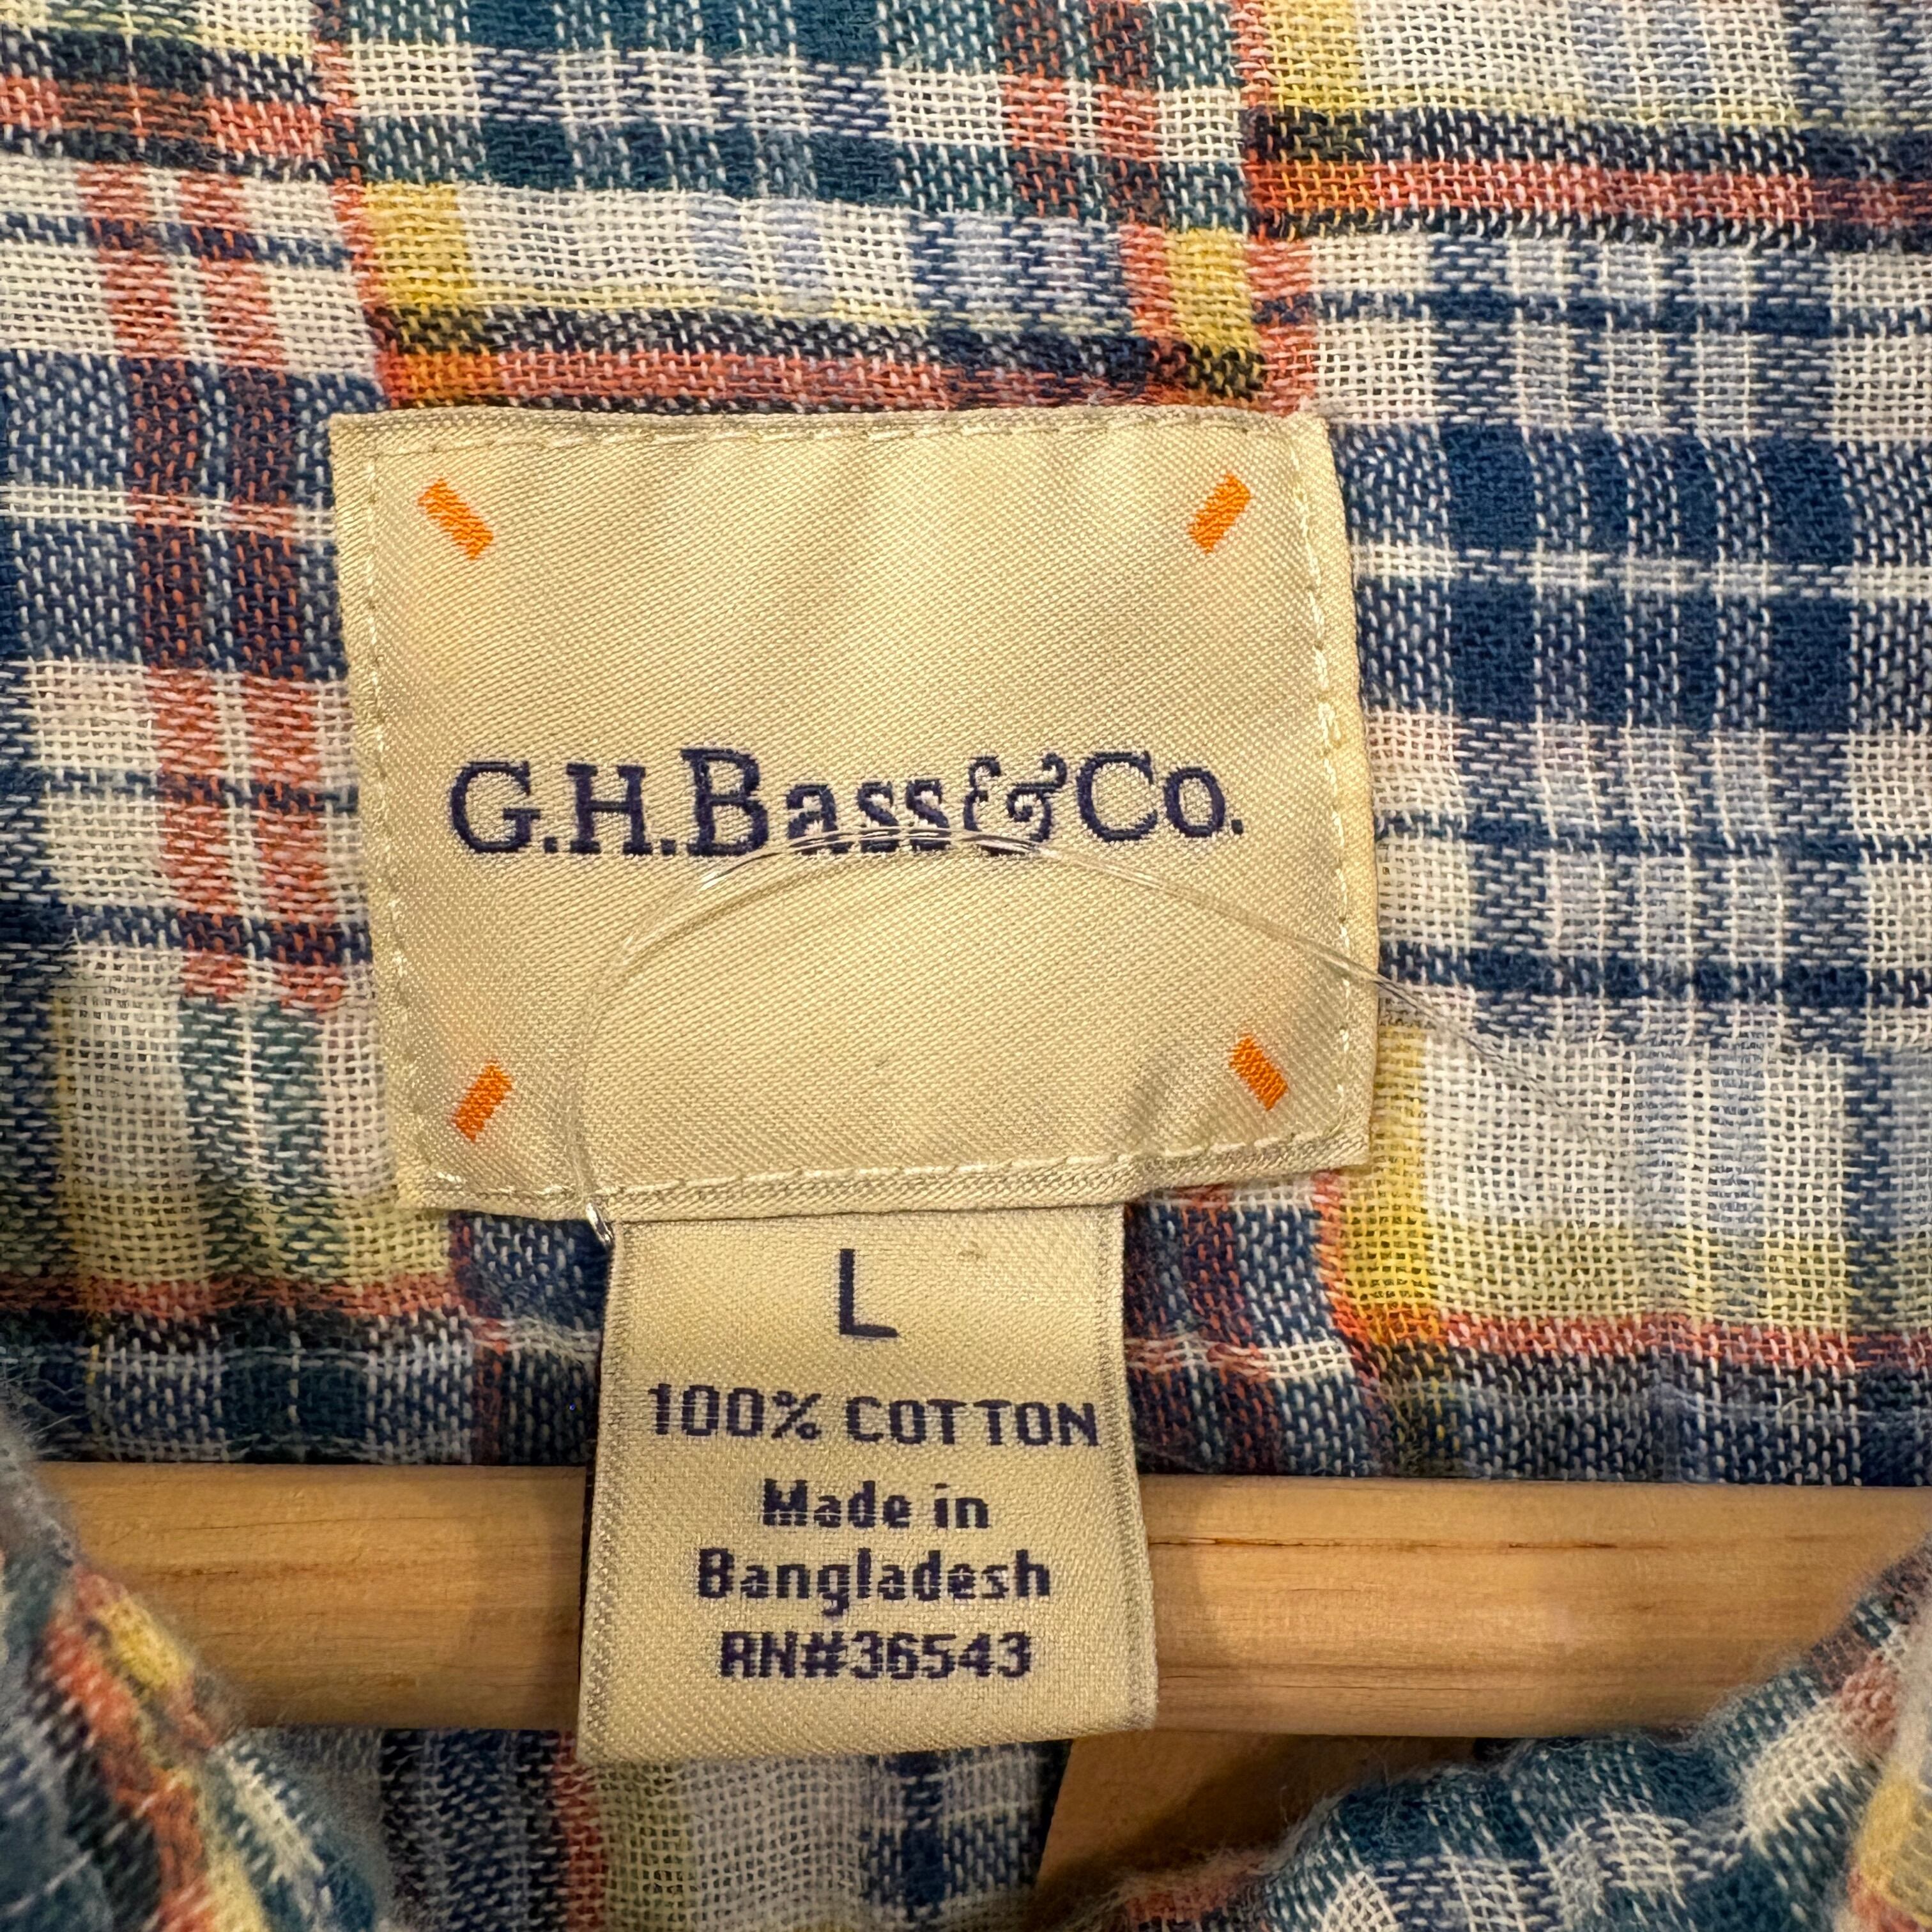 G.H.Bass&Co.
L
100% COTTON
Made in
Bangladesh
RN#36543